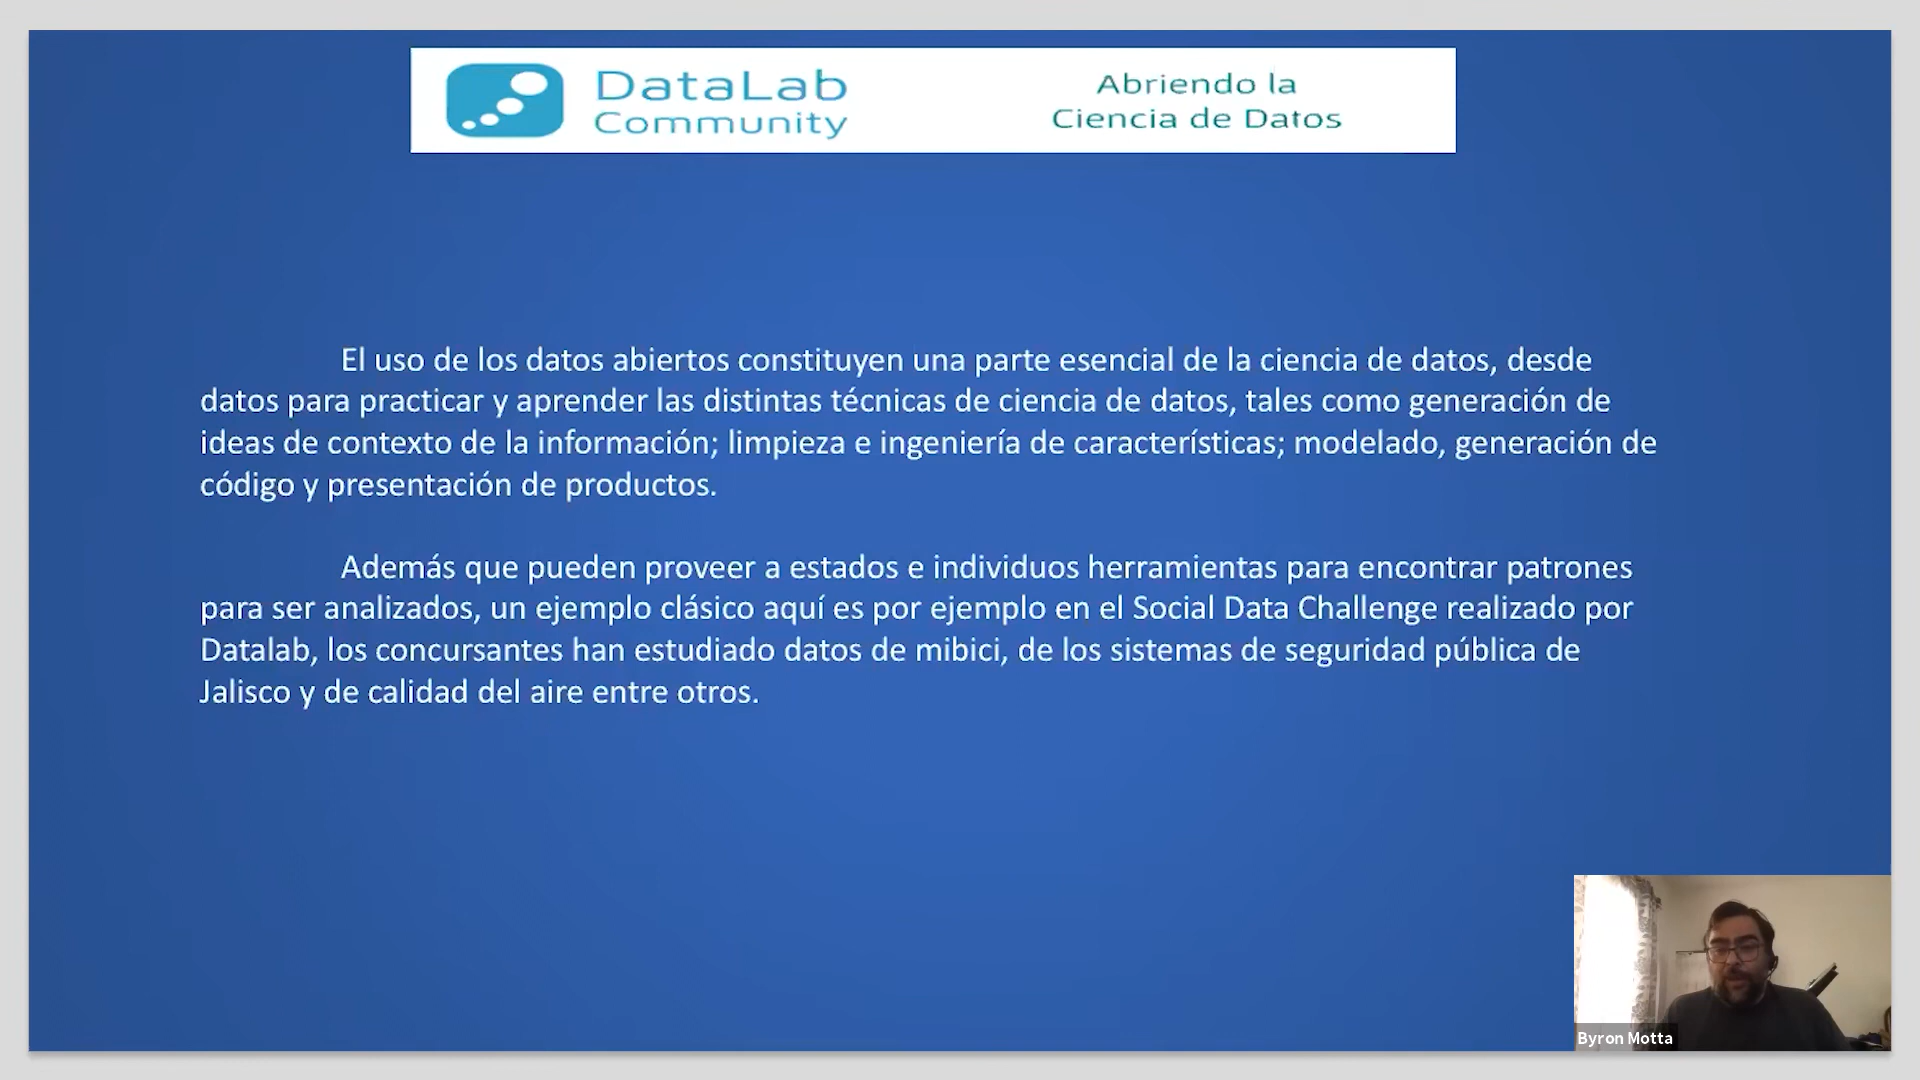 DataLab
Community
Abriendo la
Ciencia de Datos
El uso de los datos abiertos constituyen una parte esencial de la ciencia de datos, desde
datos para practicar y aprender las distintas técnicas de ciencia de datos, tales como generación de
ideas de contexto de la información; limpieza e ingeniería de características; modelado, generación de
código y presentación de productos.
Además que pueden proveer a estados e individuos herramientas para encontrar patrones
para ser analizados, un ejemplo clásico aquí es por ejemplo en el Social Data Challenge realizado por
Datalab, los concursantes han estudiado datos de mibici, de los sistemas de seguridad pública de
Jalisco y de calidad del aire entre otros.
Byron Motta